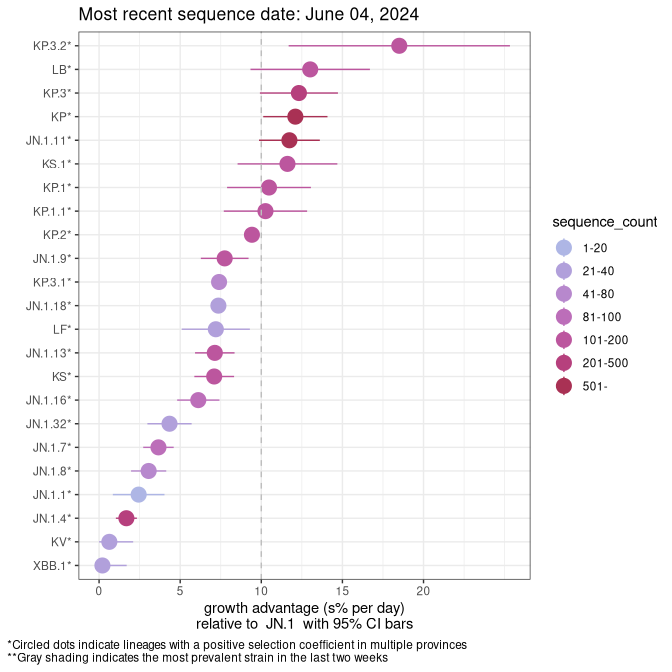 Most recent sequence date: June 04, 2024
KP.3.2*
LB*
KP.3*
KP*
JN.1.11*
KS.1*
KP.1*
KP.1.1*
KP.2*
JN.1.9*
KP.3.1*
JN.1.18*
LF*
JN.1.13*
KS*
JN.1.16*
JN.1.32*
JN.1.7*
JN.1.8*
JN.1.1*
JN.1.4*
KV*
XBB.1*
0 5 10 15 20
growth advantage (s% per day)
relative to JN.1 with 95% CI bars
sequence_count
1-20
21-40
41-80
81-100
101-200
201-500
501-
*Circled dots indicate lineages with a positive selection coefficient in multiple provinces
**Gray shading indicates the most prevalent strain in the last two weeks